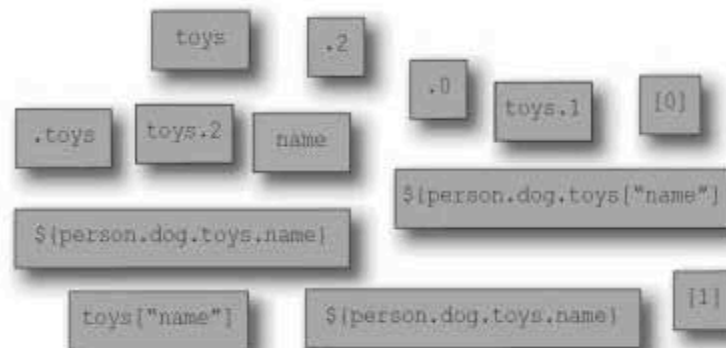 toys
.2
.0
toys.1
[0]
.toys
toys.2
name
${person.dog.toys["name"]
${person.dog.toys.name}
[1]
toys["name"]
${person.dog.toys.name}